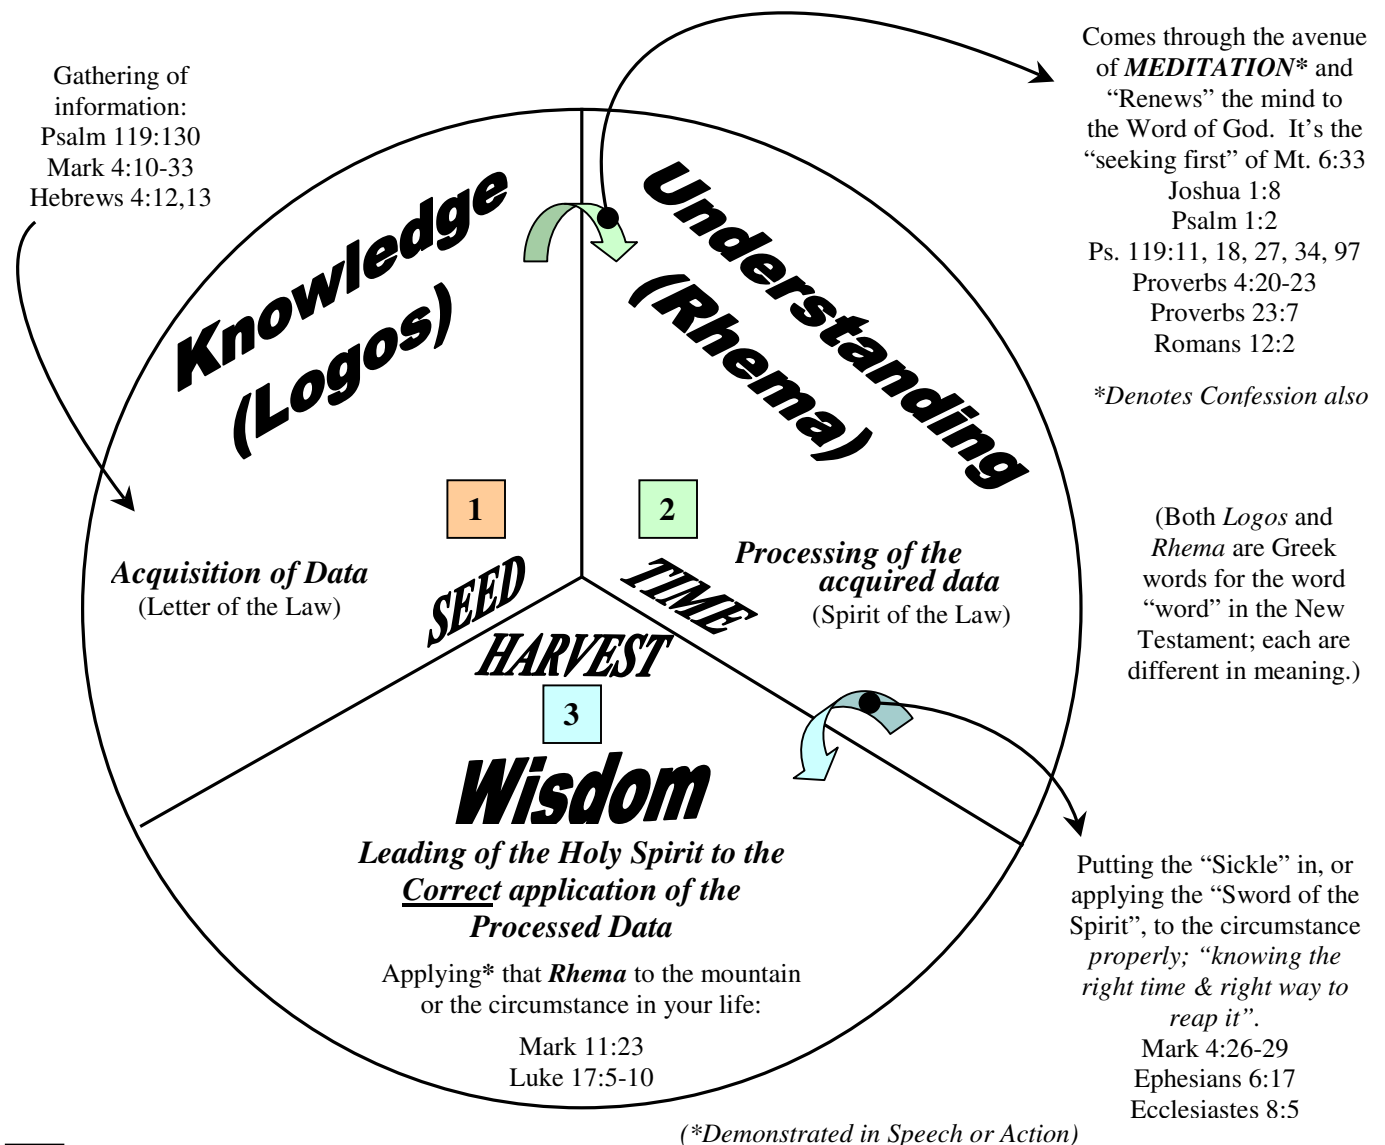 Gathering of
information:
Psalm 119:130
Mark 4:10-33
Hebrews 4:12,13
Comes through the avenue
of MEDITATION* and
“Renews” the mind to
the Word of God.  It’s the
“seeking first” of Mt. 6:33
Joshua 1:8
Psalm 1:2
Ps. 119:11, 18, 27, 34, 97
Proverbs 4:20-23
Proverbs 23:7
Romans 12:2
*Denotes Confession also
Knowledge
(Logos)
Understanding
(Rhema)
1
2
Acquisition of Data
(Letter of the Law)
SEED
TIME
Processing of the
acquired data
(Spirit of the Law)
(Both Logos and
Rhema are Greek
words for the word
“word” in the New
Testament; each are
different in meaning.)
HARVEST
3
Wisdom
Leading of the Holy Spirit to the
Correct application of the
Processed Data
Applying* that Rhema to the mountain
or the circumstance in your life:
Mark 11:23
Luke 17:5-10
Putting the “Sickle” in, or
applying the “Sword of the
Spirit”, to the circumstance
properly; “knowing the
right time & right way to
reap it”.
Mark 4:26-29
Ephesians 6:17
Ecclesiastes 8:5
(*Demonstrated in Speech or Action)